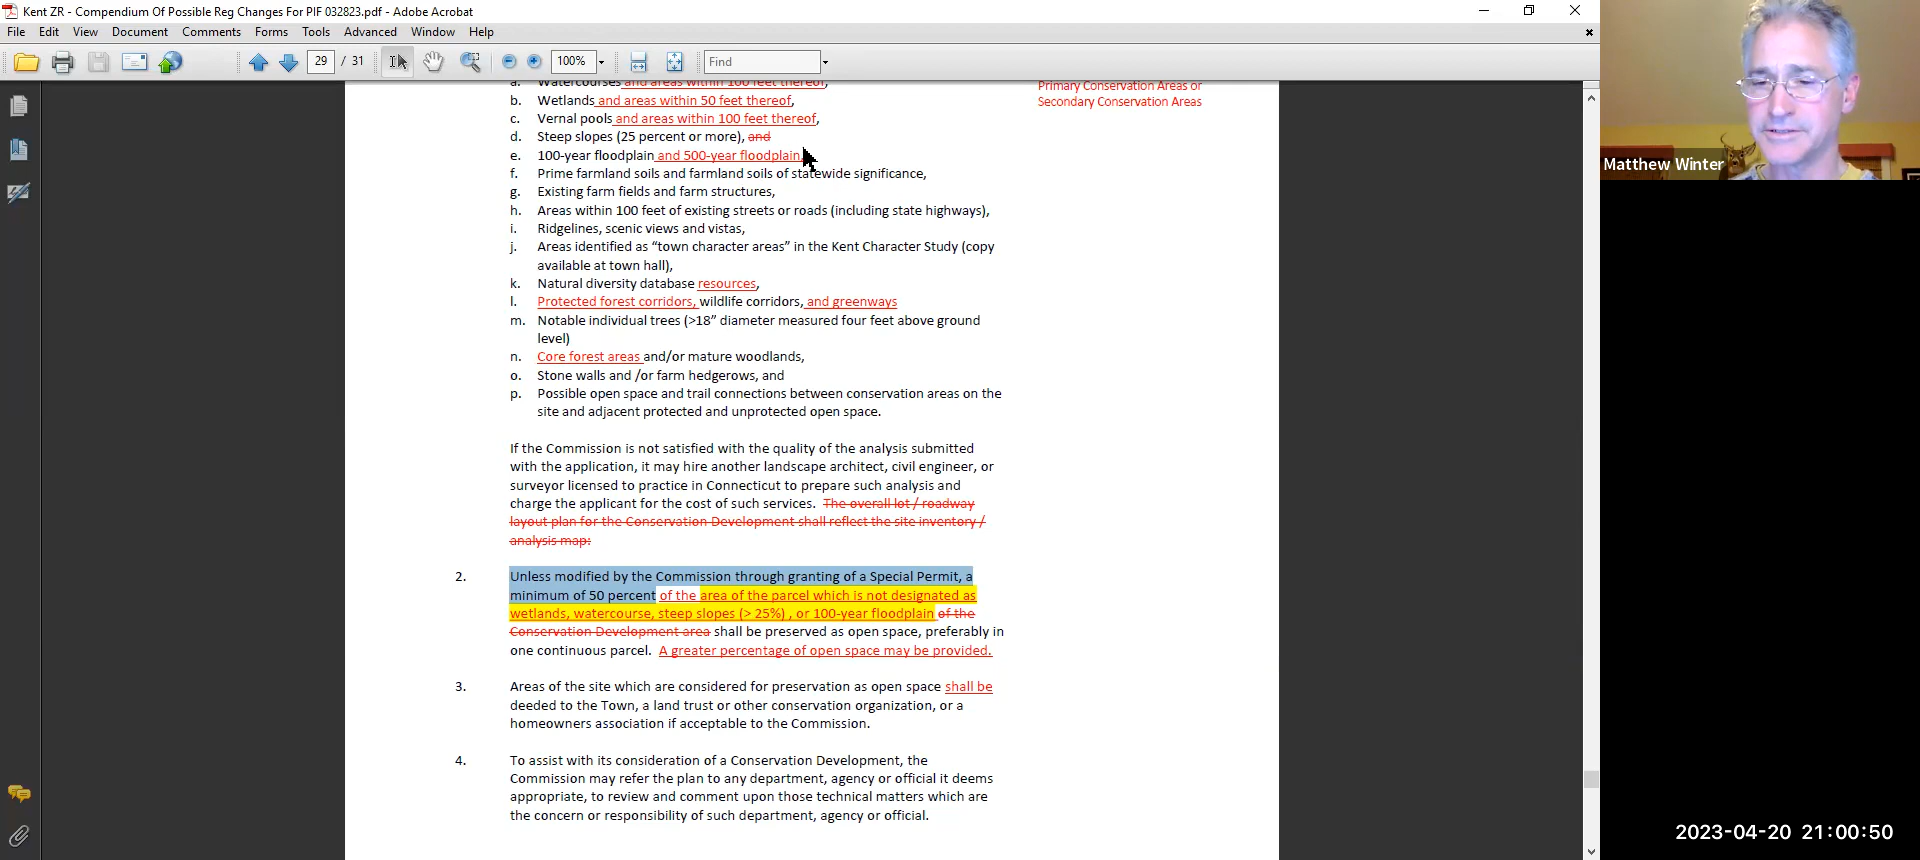 Kent ZR - Compendium Of Possible Reg Changes For PIF 032823.pdf - Adobe Acrobat
File Edit View Document Comments Forms Tools Advanced Window Help
29 / 31 100% Find
a. Watercourses and areas within 100 feet thereof,
b. Wetlands and areas within 50 feet thereof,
c. Vernal pools and areas within 100 feet thereof,
d. Steep slopes (25 percent or more), and
e. 100-year floodplain and 500-year floodplain,
f. Prime farmland soils and farmland soils of statewide significance,
g. Existing farm fields and farm structures,
h. Areas within 100 feet of existing streets or roads (including state highways),
i. Ridgelines, scenic views and vistas,
j. Areas identified as “town character areas” in the Kent Character Study (copy
available at town hall),
k. Natural diversity database resources,
l. Protected forest corridors, wildlife corridors, and greenways
m. Notable individual trees (>18” diameter measured four feet above ground
level)
n. Core forest areas and/or mature woodlands,
o. Stone walls and /or farm hedgerows, and
p. Possible open space and trail connections between conservation areas on the
site and adjacent protected and unprotected open space.
Primary Conservation Areas or
Secondary Conservation Areas
If the Commission is not satisfied with the quality of the analysis submitted
with the application, it may hire another landscape architect, civil engineer, or
surveyor licensed to practice in Connecticut to prepare such analysis and
charge the applicant for the cost of such services. The overall lot / roadway
layout plan for the Conservation Development shall reflect the site inventory /
analysis map:
2. Unless modified by the Commission through granting of a Special Permit, a
minimum of 50 percent of the area of the parcel which is not designated as
wetlands, watercourse, steep slopes (> 25%) , or 100-year floodplain of the
Conservation Development area shall be preserved as open space, preferably in
one continuous parcel. A greater percentage of open space may be provided.
3. Areas of the site which are considered for preservation as open space shall be
deeded to the Town, a land trust or other conservation organization, or a
homeowners association if acceptable to the Commission.
4. To assist with its consideration of a Conservation Development, the
Commission may refer the plan to any department, agency or official it deems
appropriate, to review and comment upon those technical matters which are
the concern or responsibility of such department, agency or official.
Matthew Winter
2023-04-20 21:00:50